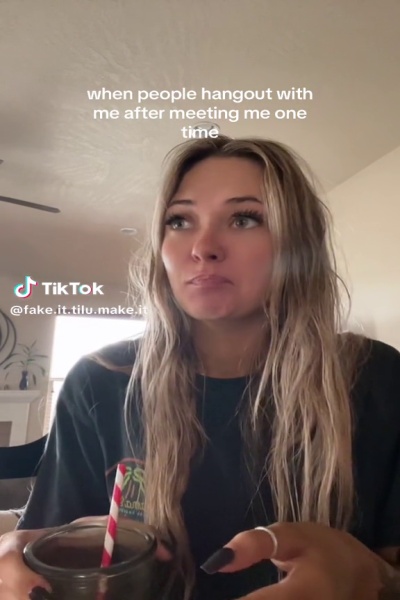 when people hangout with
me after meeting me one
time
TikTok
@fake.it.tilu.make.it